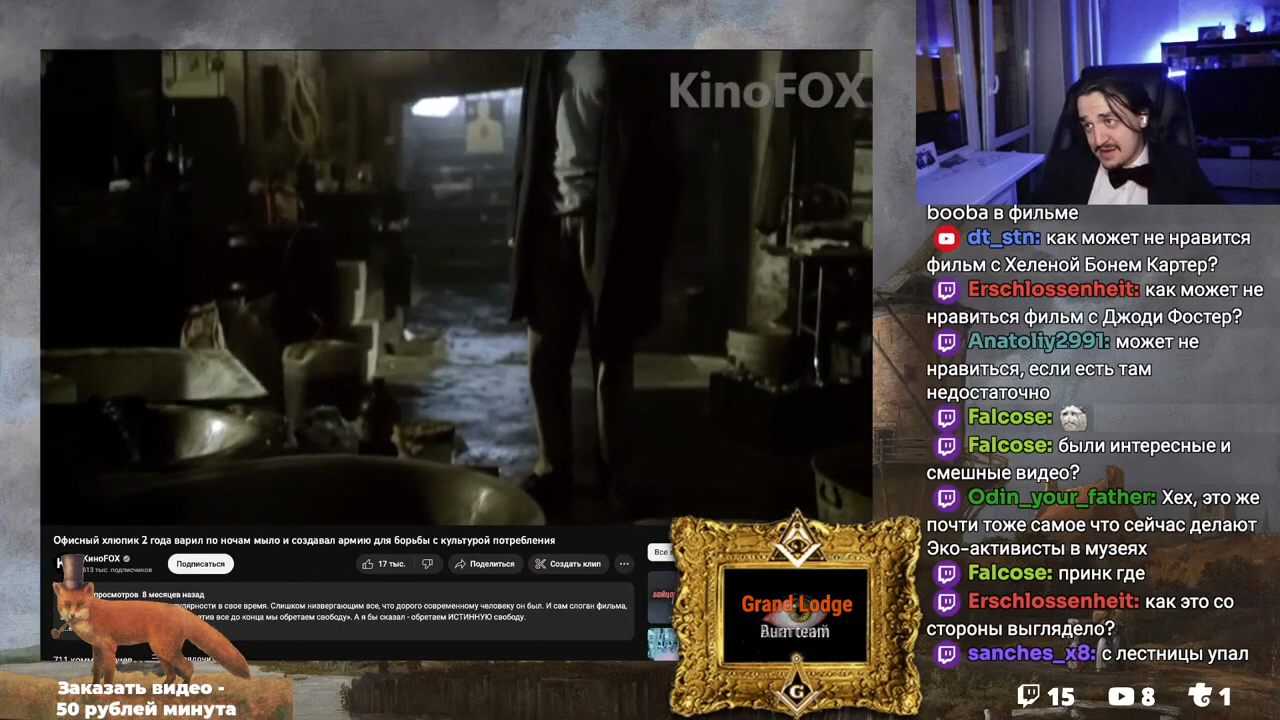 KinoFOX
Офисный хлюпик 2 года варил по ночам мыло и создавал армию для борьбы с культурой потребления
КиноFOX
613 тыс. подписчиков
Подписаться
17 тыс.
Поделиться
Создать клип
Все
просмотров 8 месяцев назад
в свое время. Слишком низвергающим все, что дорого современному человеку он был. И сам слоган фильма,
все до конца мы обретаем свободу». А я бы сказал - обретаем ИСТИННУЮ свободу.
Заказать видео -
50 рублей минута
Grand Lodge
Burn team
G
booba в фильме
dt_stn: как может не нравится
фильм с Хеленой Бонем Картер?
Erschlossenheit: как может не
нравиться фильм с Джоди Фостер?
Anatoliy2991: может не
нравиться, если есть там
недостаточно
Falcose:
Falcose: были интересные и
смешные видео?
Odin_your_father: Хех, это же
почти тоже самое что сейчас делают
Эко-активисты в музеях
Falcose: принк где
Erschlossenheit: как это со
стороны выглядело?
sanches_x8: с лестницы упал
15
8
1